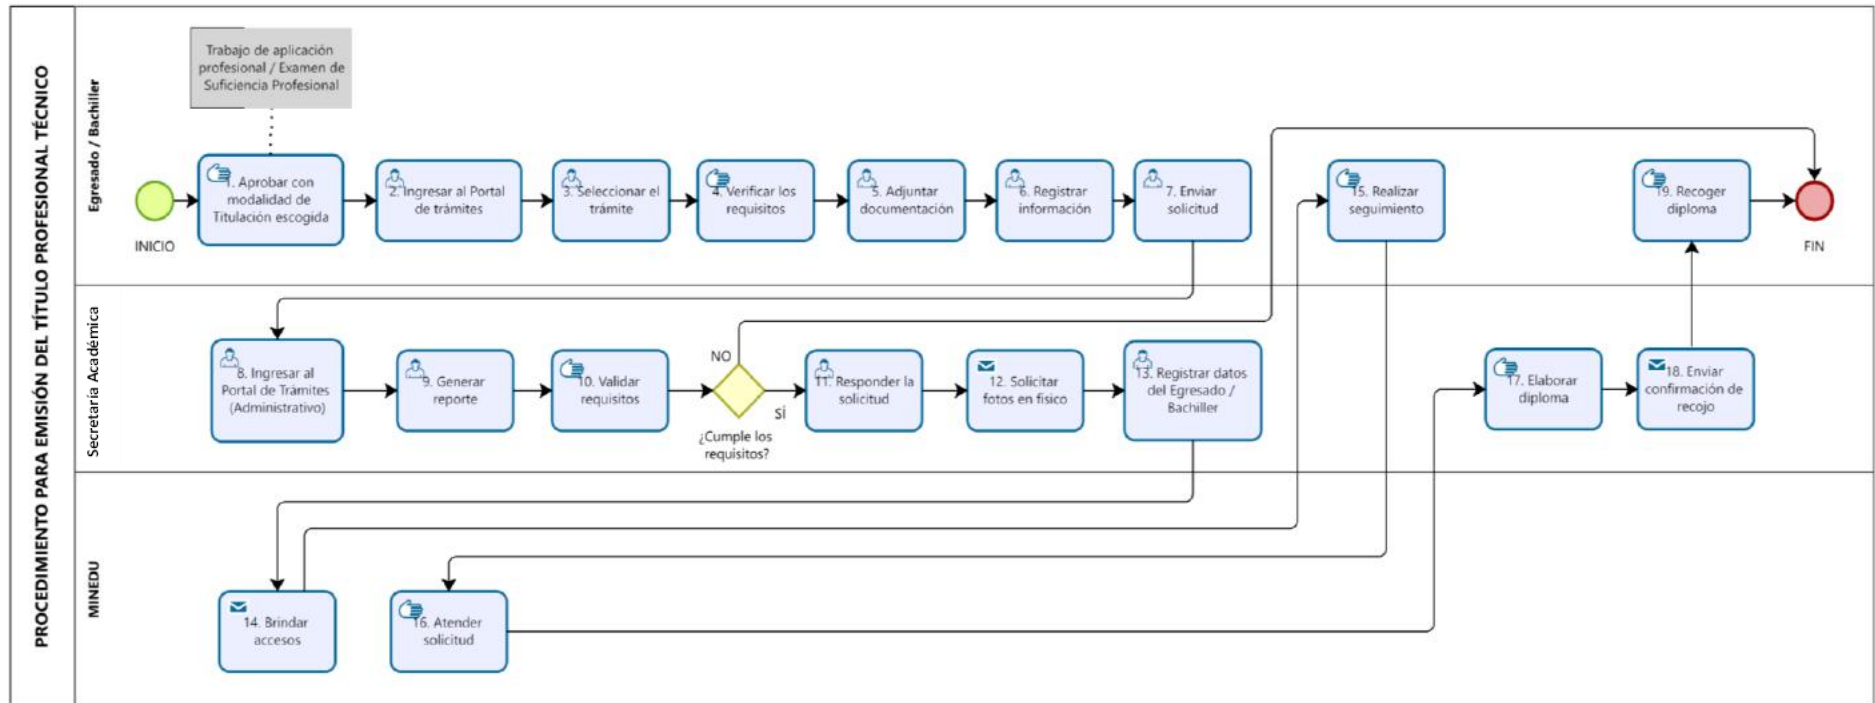 PROCEDIMIENTO PARA EMISIÓN DEL TÍTULO PROFESIONAL TÉCNICO
Egresado / Bachiller
Trabajo de aplicación
profesional / Examen de
Suficiencia Profesional
INICIO
1. Aprobar con
modalidad de
Titulación escogida
2. Ingresar al Portal
de trámites
3. Seleccionar el
trámite
4. Verificar los
requisitos
5. Adjuntar
documentación
6. Registrar
información
7. Enviar
solicitud
15. Realizar
seguimiento
19. Recoger
diploma
FIN
Secretaría Académica
8. Ingresar al
Portal de Trámites
(Administrativo)
9. Generar
reporte
10. Validar
requisitos
NO
SÍ
¿Cumple los
requisitos?
11. Responder la
solicitud
12. Solicitar
fotos en físico
13. Registrar datos
del Egresado /
Bachiller
17. Elaborar
diploma
18. Enviar
confirmación de
recojo
MINEDU
14. Brindar
accesos
16. Atender
solicitud